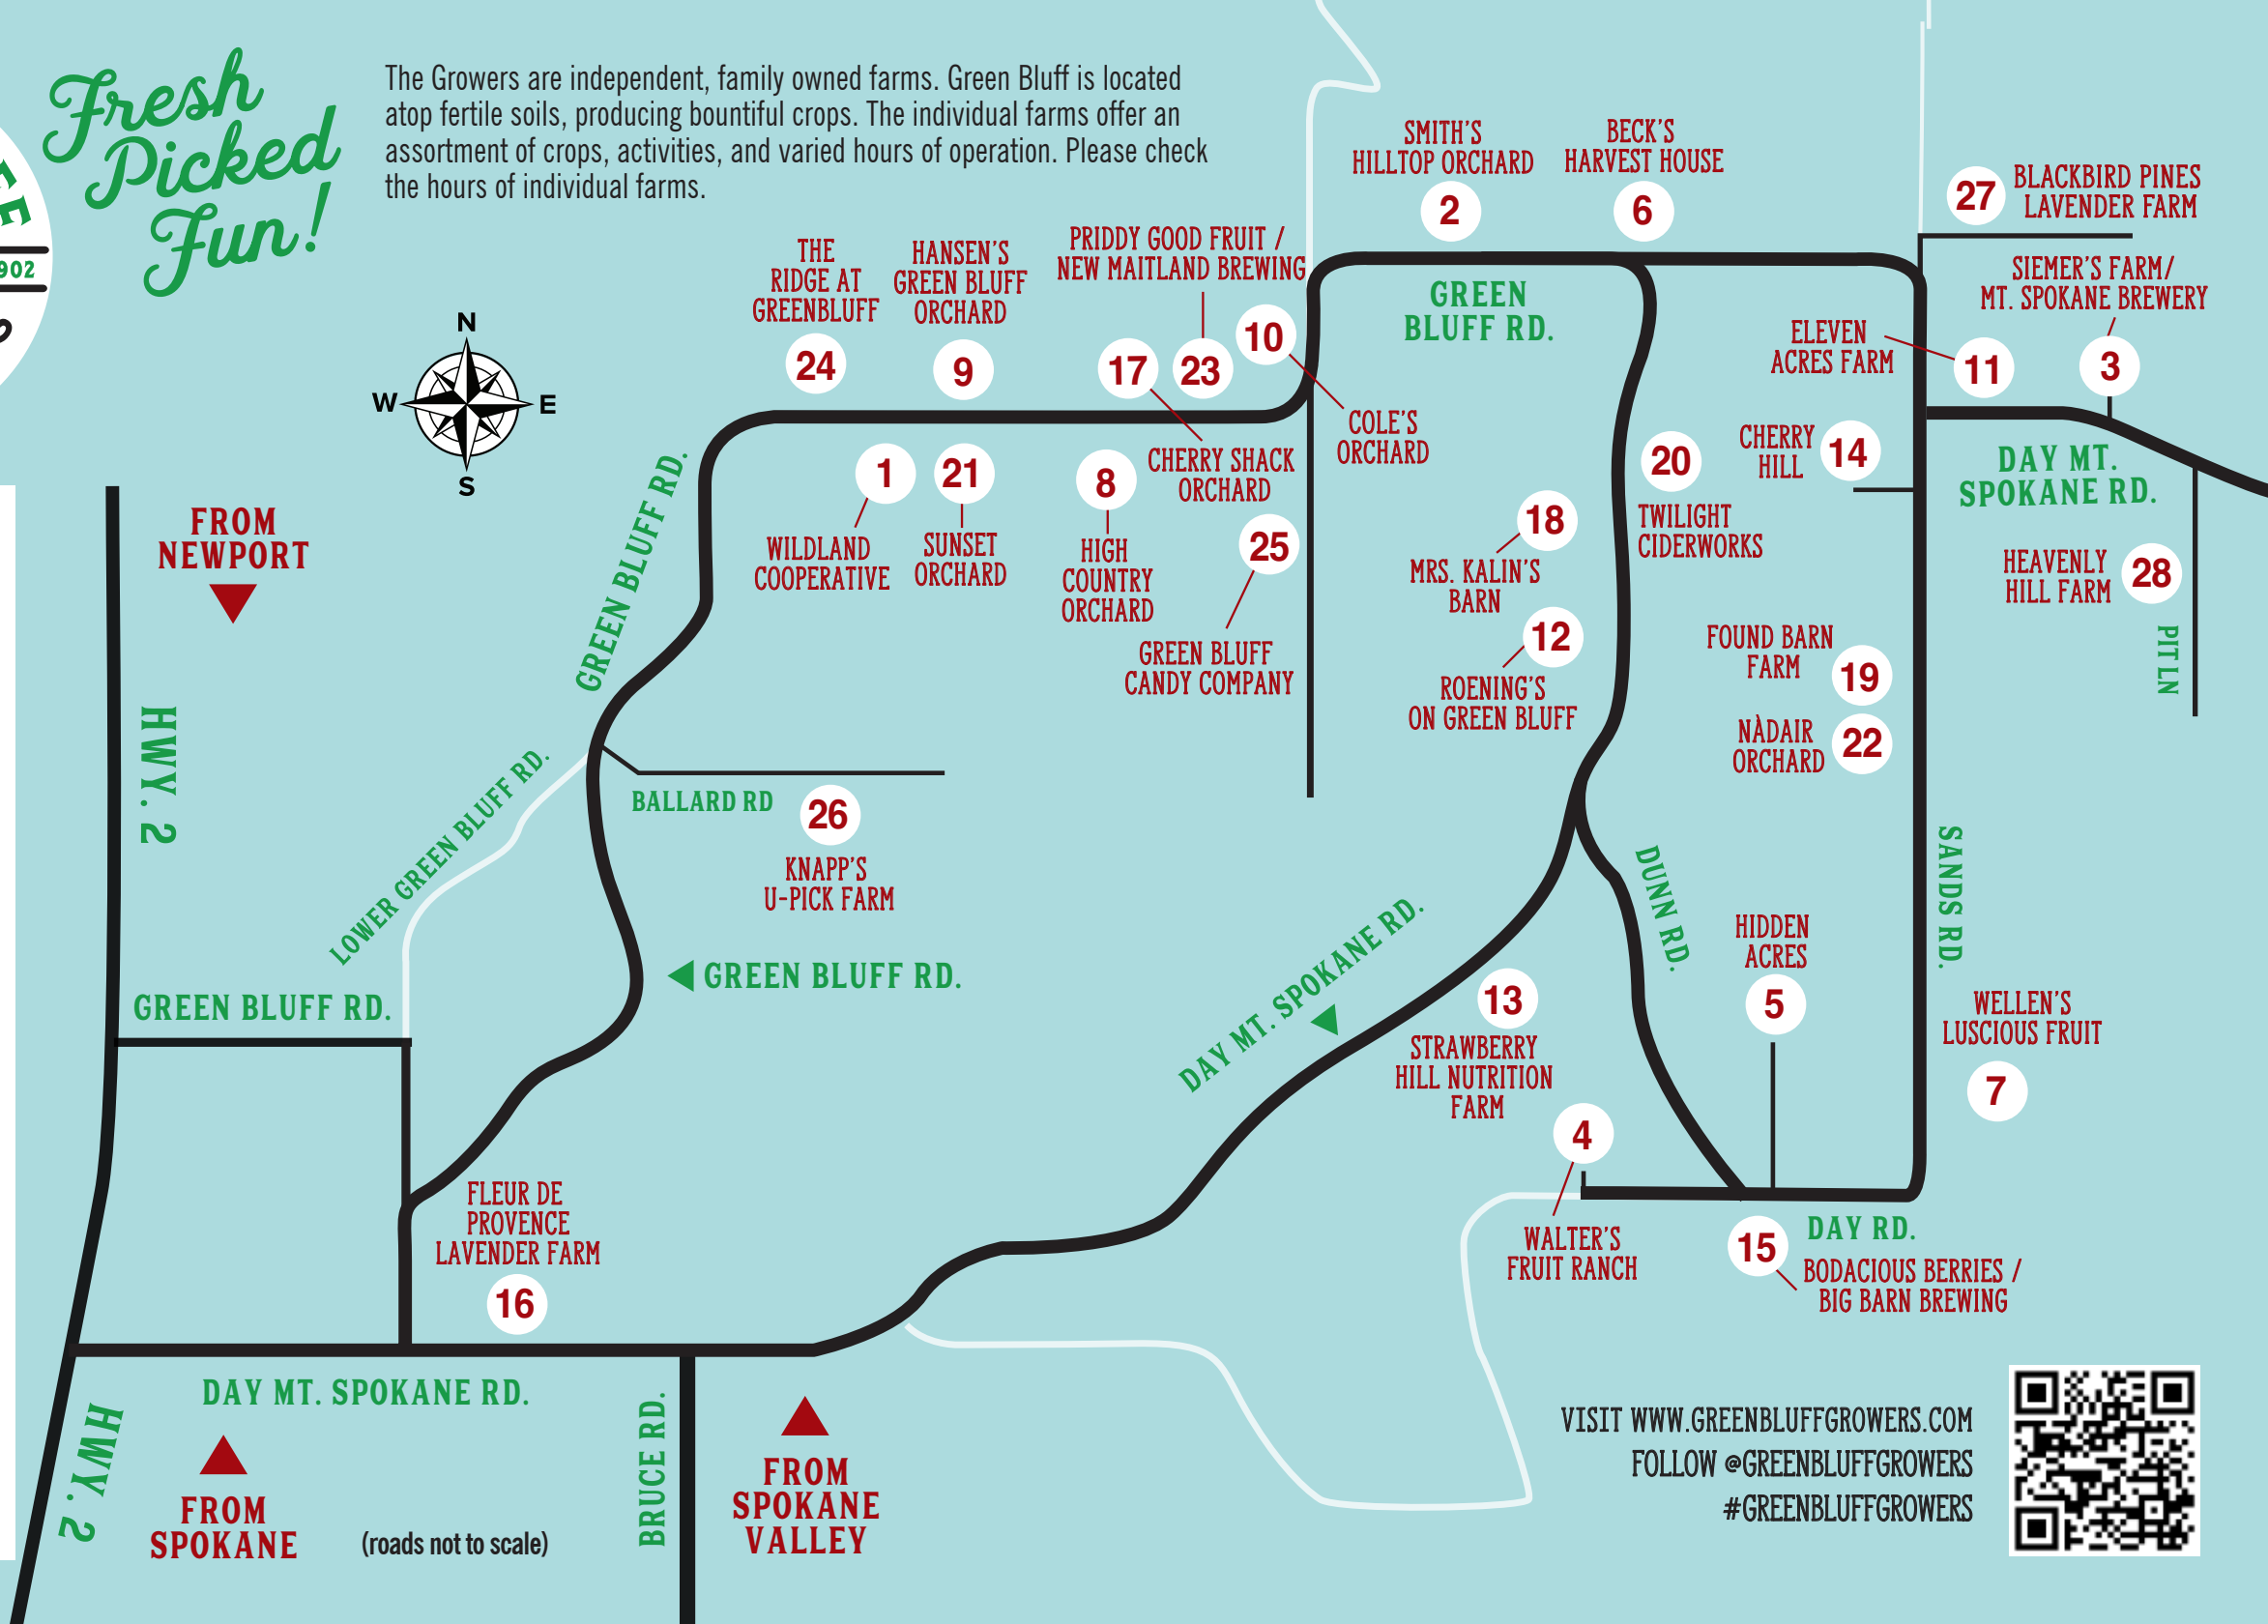 Fresh
Picked
Fun!
The Growers are independent, family owned farms. Green Bluff is located
atop fertile soils, producing bountiful crops. The individual farms offer an
assortment of crops, activities, and varied hours of operation. Please check
the hours of individual farms.
902
N
W
E
S
SMITH'S
HILLTOP ORCHARD
2
BECK'S
HARVEST HOUSE
6
27
BLACKBIRD PINES
LAVENDER FARM
THE
RIDGE AT
GREENBLUFF
24
HANSEN'S
GREEN BLUFF
ORCHARD
9
PRIDDY GOOD FRUIT /
NEW MAITLAND BREWING
17
23
10
GREEN
BLUFF RD.
SIEMER'S FARM/
MT. SPOKANE BREWERY
ELEVEN
ACRES FARM
11
3
COLE'S
ORCHARD
CHERRY SHACK
ORCHARD
1
WILDLAND
COOPERATIVE
21
SUNSET
ORCHARD
8
HIGH
COUNTRY
ORCHARD
25
GREEN BLUFF
CANDY COMPANY
18
MRS. KALIN'S
BARN
12
ROENING'S
ON GREEN BLUFF
20
TWILIGHT
CIDERWORKS
CHERRY
HILL
14
DAY MT.
SPOKANE RD.
HEAVENLY
HILL FARM
28
PIT LN
FOUND BARN
FARM
19
NÀDAIR
ORCHARD
22
FROM
NEWPORT
HWY. 2
GREEN BLUFF RD.
LOWER GREEN BLUFF RD.
BALLARD RD
26
KNAPP'S
U-PICK FARM
GREEN BLUFF RD.
GREEN BLUFF RD.
DAY MT. SPOKANE RD.
DUNN RD.
SANDS RD.
HIDDEN
ACRES
5
13
STRAWBERRY
HILL NUTRITION
FARM
WELLEN'S
LUSCIOUS FRUIT
7
4
WALTER'S
FRUIT RANCH
15
DAY RD.
BODACIOUS BERRIES /
BIG BARN BREWING
FLEUR DE
PROVENCE
LAVENDER FARM
16
DAY MT. SPOKANE RD.
HWY. 2
FROM
SPOKANE
(roads not to scale)
BRUCE RD.
FROM
SPOKANE
VALLEY
VISIT WWW.GREENBLUFFGROWERS.COM
FOLLOW @GREENBLUFFGROWERS
#GREENBLUFFGROWERS